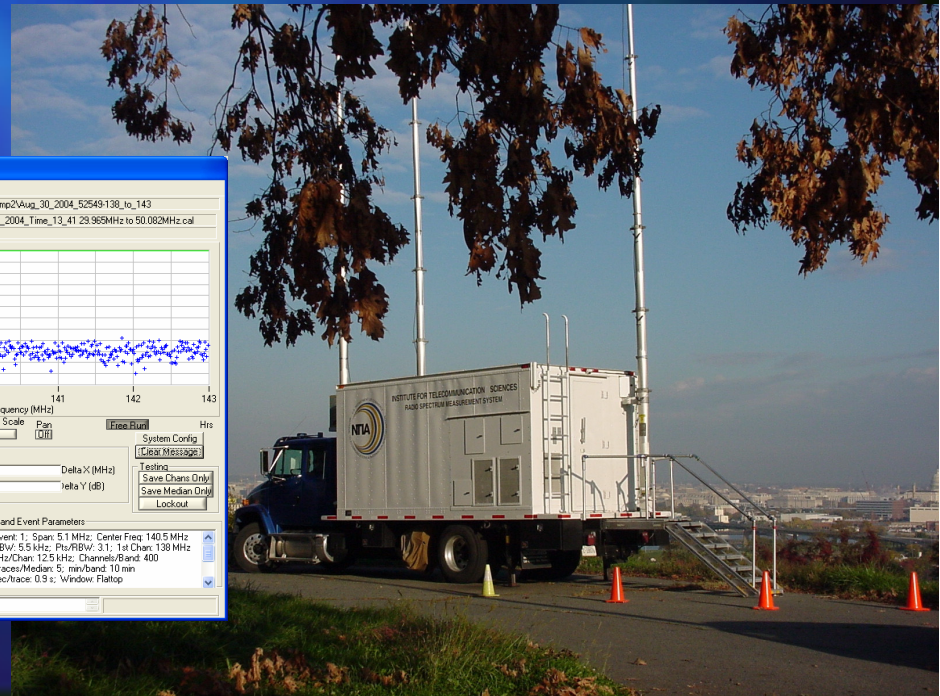 mp2\Aug_30_2004_52549-138_to_143
_2004_Time_13_41 29.965MHz to 50.082MHz.cal
141 142 143
quency (MHz)
Scale Pan Free Run Hrs
Off
System Config
Clear Message
Delta X (MHz)
Delta Y (dB)
Testing
Save Chans Only
Save Median Only
Lockout
and Event Parameters
vent: 1; Span: 5.1 MHz; Center Freq: 140.5 MHz
BW: 5.5 kHz; Pts/RBW: 3.1; 1st Chan: 138 MHz
Hz/Chan: 12.5 kHz; Channels/Band: 400
races/Median: 5; min/band: 10 min
ec/trace: 0.9 s; Window: Flattop
INSTITUTE FOR TELECOMMUNICATION SCIENCES
RADIO SPECTRUM MEASUREMENT SYSTEM
NTIA